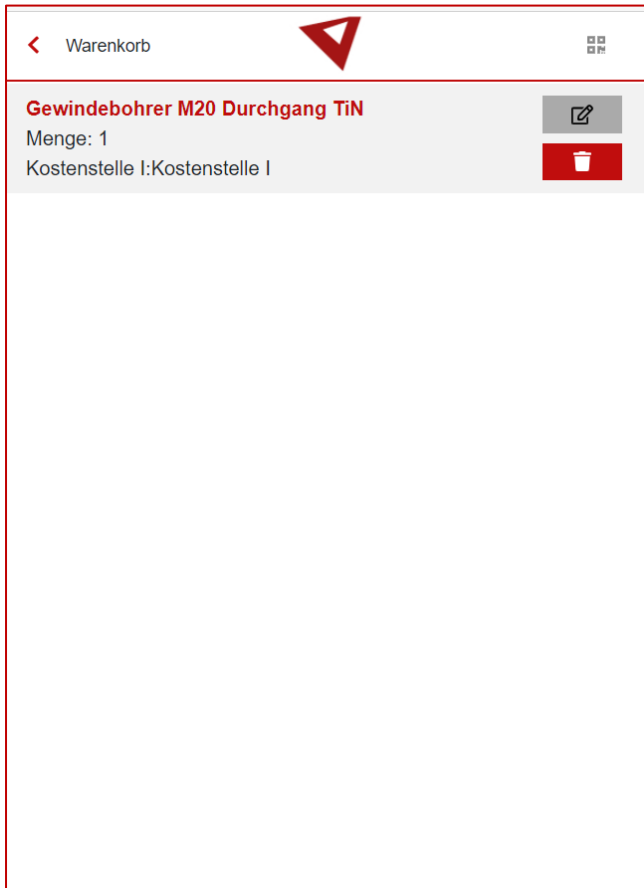 Warenkorb
Gewindebohrer M20 Durchgang TiN
Menge: 1
Kostenstelle I:Kostenstelle I